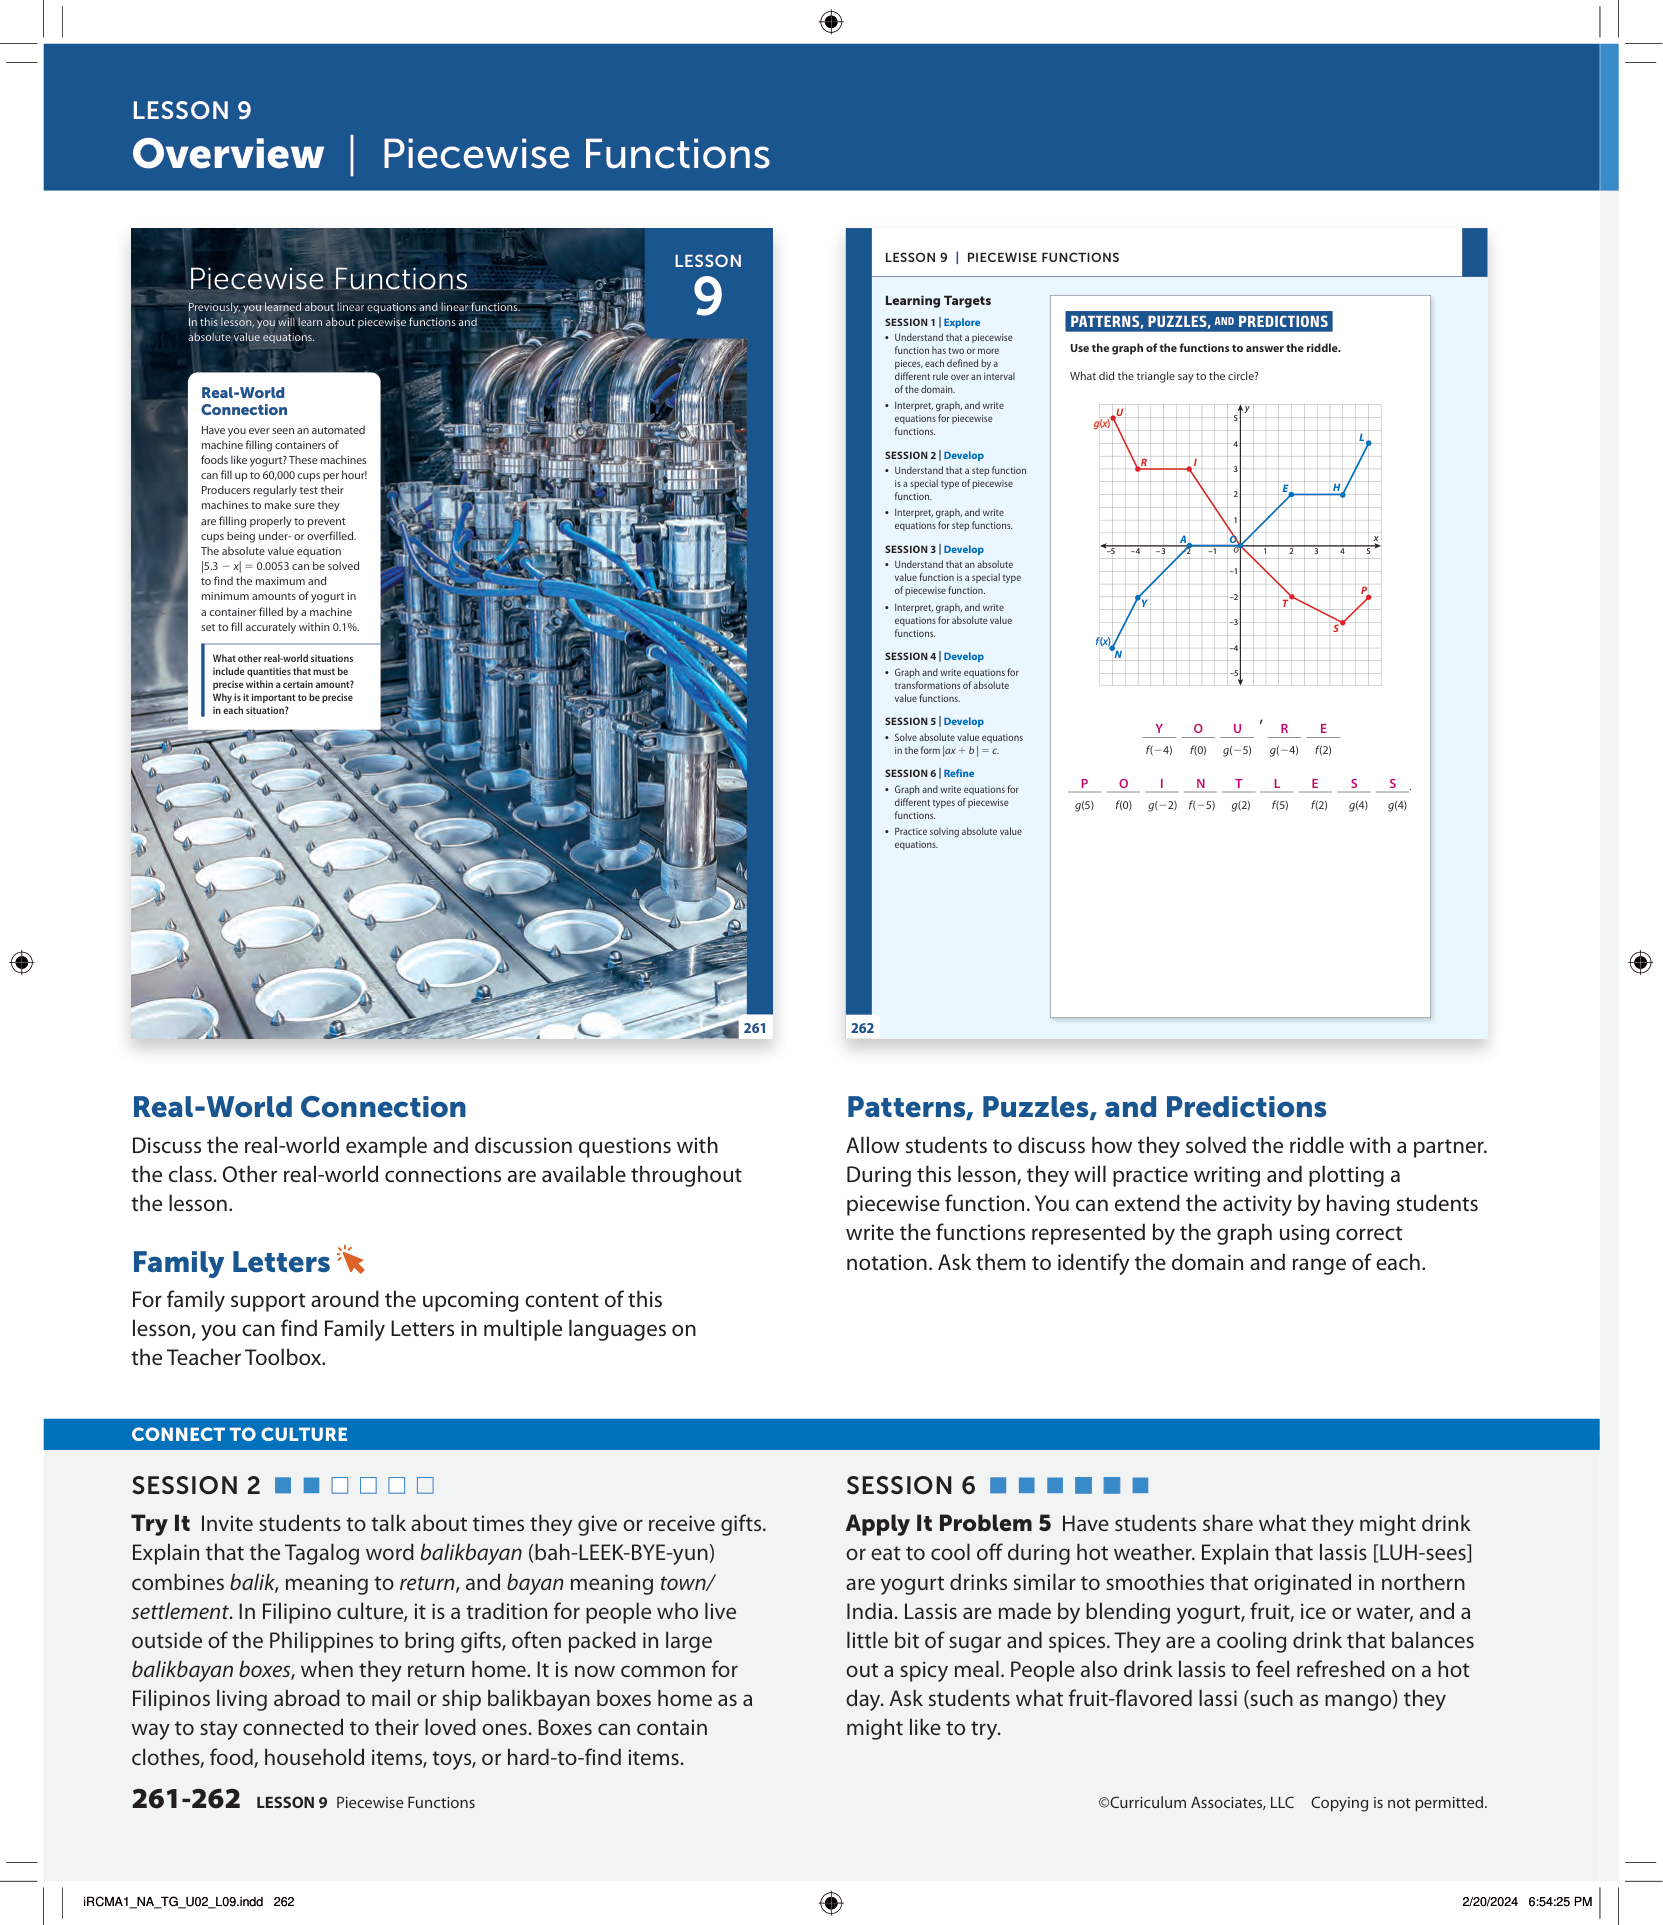 LESSON 9
Overview | Piecewise Functions
LESSON
9
Piecewise Functions
Previously, you learned about linear equations and linear functions.
In this lesson, you will learn about piecewise functions and
absolute value equations.
Real-World
Connection
Have you ever seen an automated
machine filling containers of
foods like yogurt? These machines
can fill up to 60,000 cups per hour!
Producers regularly test their
machines to make sure they
are filling properly to prevent
cups being under- or overfilled.
The absolute value equation
|5.3 − x| = 0.0053 can be solved
to find the maximum and
minimum amounts of yogurt in
a container filled by a machine
set to fill accurately within 0.1%.
What other real-world situations
include quantities that must be
precise within a certain amount?
Why is it important to be precise
in each situation?
261
LESSON 9 | PIECEWISE FUNCTIONS
Learning Targets
SESSION 1 | Explore
• Understand that a piecewise
function has two or more
pieces, each defined by a
different rule over an interval
of the domain.
• Interpret, graph, and write
equations for piecewise
functions.
SESSION 2 | Develop
• Understand that a step function
is a special type of piecewise
function.
• Interpret, graph, and write
equations for step functions.
SESSION 3 | Develop
• Understand that an absolute
value function is a special type
of piecewise function.
• Interpret, graph, and write
equations for absolute value
functions.
SESSION 4 | Develop
• Graph and write equations for
transformations of absolute
value functions.
SESSION 5 | Develop
• Solve absolute value equations
in the form |ax + b| = c.
SESSION 6 | Refine
• Graph and write equations for
different types of piecewise
functions.
• Practice solving absolute value
equations.
262
PATTERNS, PUZZLES, AND PREDICTIONS
Use the graph of the functions to answer the riddle.
What did the triangle say to the circle?
U y
g(x) 5
4 L
R I 3
E H 2
1
A O x
−5 −4 −3 −2 −1 0 1 2 3 4 5
−1
Y −2 T P
−3 S
f(x) −4
N
−5
Y O U ’ R E
f(−4) f(0) g(−5) g(−4) f(2)
P O I N T L E S S .
g(5) f(0) g(−2) f(−5) g(2) f(5) f(2) g(4) g(4)
Real-World Connection
Discuss the real-world example and discussion questions with
the class. Other real-world connections are available throughout
the lesson.
Family Letters
For family support around the upcoming content of this
lesson, you can find Family Letters in multiple languages on
the Teacher Toolbox.
Patterns, Puzzles, and Predictions
Allow students to discuss how they solved the riddle with a partner.
During this lesson, they will practice writing and plotting a
piecewise function. You can extend the activity by having students
write the functions represented by the graph using correct
notation. Ask them to identify the domain and range of each.
CONNECT TO CULTURE
SESSION 2
Try It Invite students to talk about times they give or receive gifts.
Explain that the Tagalog word balikbayan (bah-LEEK-BYE-yun)
combines balik, meaning to return, and bayan meaning town/
settlement. In Filipino culture, it is a tradition for people who live
outside of the Philippines to bring gifts, often packed in large
balikbayan boxes, when they return home. It is now common for
Filipinos living abroad to mail or ship balikbayan boxes home as a
way to stay connected to their loved ones. Boxes can contain
clothes, food, household items, toys, or hard-to-find items.
SESSION 6
Apply It Problem 5 Have students share what they might drink
or eat to cool off during hot weather. Explain that lassis [LUH-sees]
are yogurt drinks similar to smoothies that originated in northern
India. Lassis are made by blending yogurt, fruit, ice or water, and a
little bit of sugar and spices. They are a cooling drink that balances
out a spicy meal. People also drink lassis to feel refreshed on a hot
day. Ask students what fruit-flavored lassi (such as mango) they
might like to try.
261-262 LESSON 9 Piecewise Functions
©Curriculum Associates, LLC Copying is not permitted.
iRCMA1_NA_TG_U02_L09.indd 262
2/20/2024 6:54:25 PM